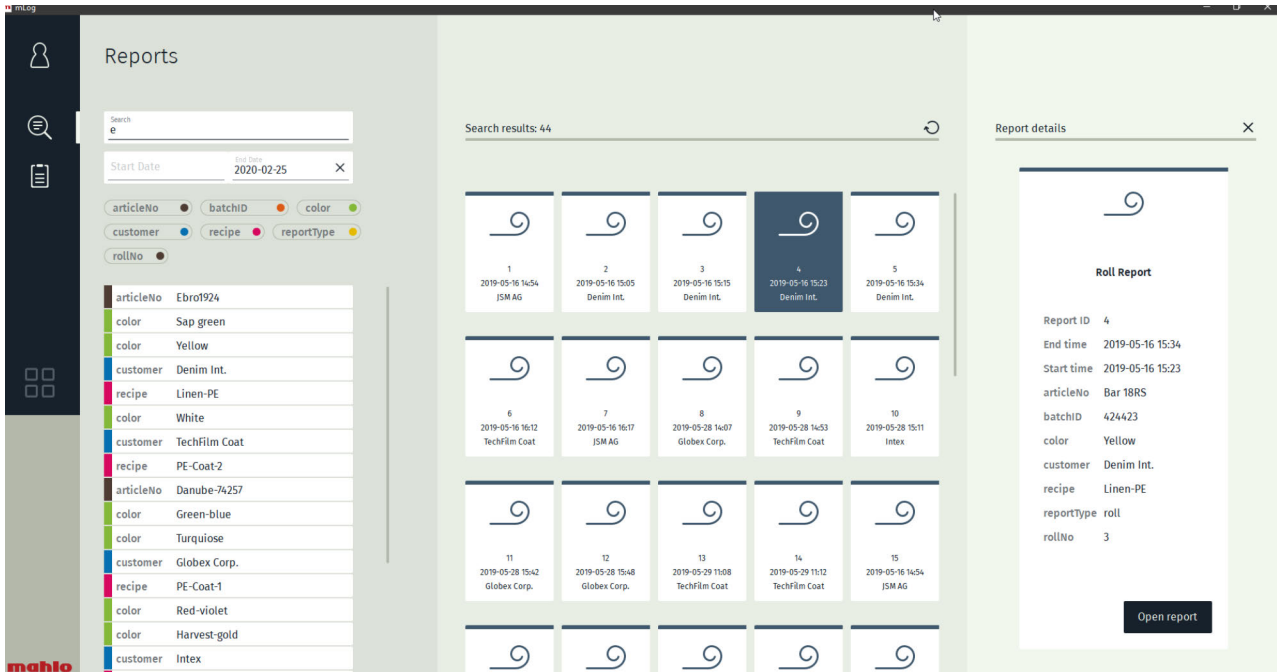 mLog
Reports
Search
e
Start Date
End Date
2020-02-25
articleNo
batchID
color
customer
recipe
reportType
rollNo
articleNo Ebro1924
color Sap green
color Yellow
customer Denim Int.
recipe Linen-PE
color White
customer TechFilm Coat
recipe PE-Coat-2
articleNo Danube-74257
color Green-blue
color Turquiose
customer Globex Corp.
recipe PE-Coat-1
color Red-violet
color Harvest-gold
customer Intex
mahlo
Search results: 44
1
2019-05-16 14:54
JSM AG
2
2019-05-16 15:05
Denim Int.
3
2019-05-16 15:15
Denim Int.
4
2019-05-16 15:23
Denim Int.
5
2019-05-16 15:34
Denim Int.
6
2019-05-16 16:12
TechFilm Coat
7
2019-05-16 16:17
JSM AG
8
2019-05-28 14:07
Globex Corp.
9
2019-05-28 14:53
TechFilm Coat
10
2019-05-28 15:11
Intex
11
2019-05-28 15:42
Globex Corp.
12
2019-05-28 15:48
Globex Corp.
13
2019-05-29 11:08
TechFilm Coat
14
2019-05-29 11:12
TechFilm Coat
15
2019-05-16 14:54
JSM AG
Report details
Roll Report
Report ID 4
End time 2019-05-16 15:34
Start time 2019-05-16 15:23
articleNo Bar 18RS
batchID 424423
color Yellow
customer Denim Int.
recipe Linen-PE
reportType roll
rollNo 3
Open report